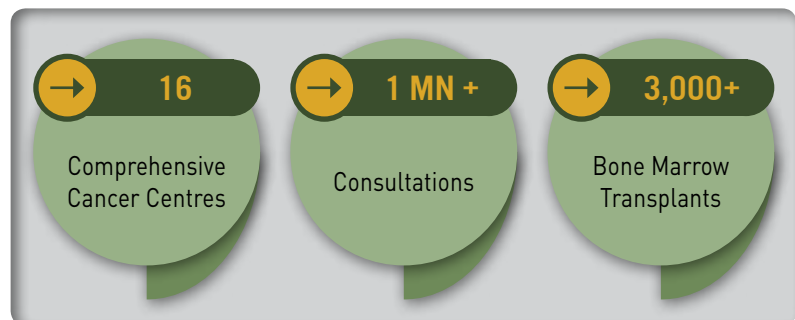 16
Comprehensive
Cancer Centres
1 MN +
Consultations
3,000+
Bone Marrow
Transplants